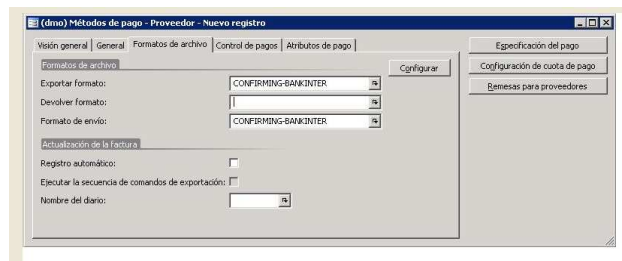 (dmo) Métodos de pago - Proveedor - Nuevo registro
Visión general General Formatos de archivo Control de pagos Atributos de pago
Especificación del pago
Formatos de archivo
Configurar
Configuración de cuota de pago
Exportar formato: CONFIRMING-BANKINTER
Remesas para proveedores
Devolver formato:
Formato de envío: CONFIRMING-BANKINTER
Actualización de la factura
Registro automático:
Ejecutar la secuencia de comandos de exportación:
Nombre del diario: